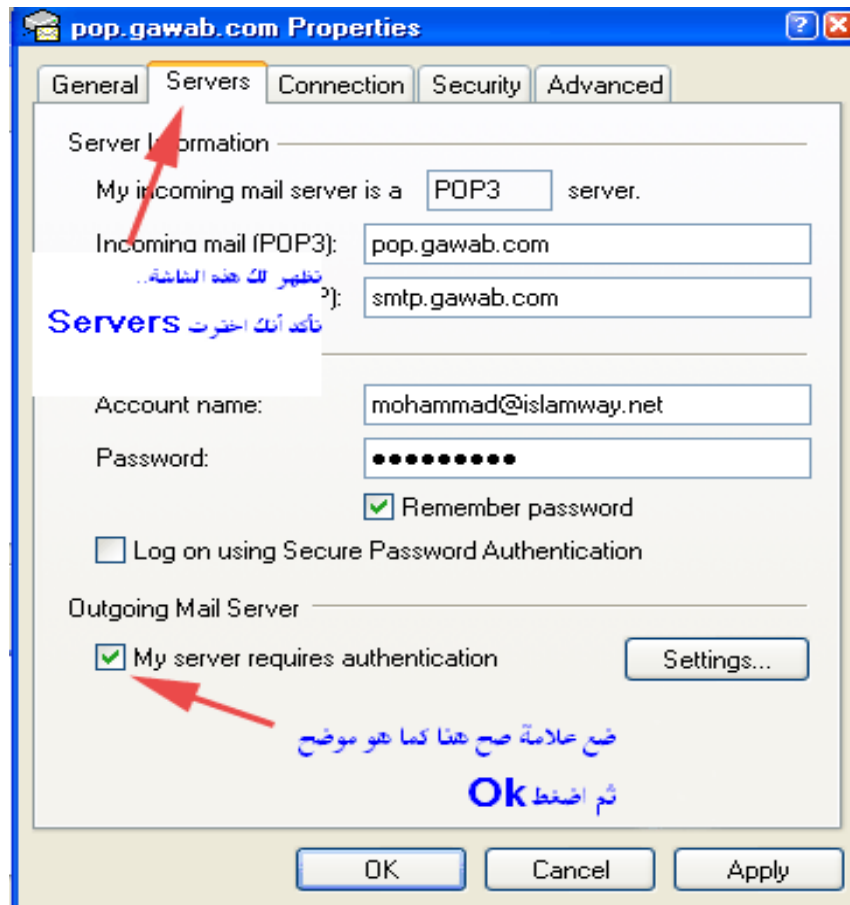 pop.gawab.com Properties
General Servers Connection Security Advanced
Server Information
My incoming mail server is a POP3 server.
Incoming mail (POP3): pop.gawab.com
تظهر لك هذه الشاشة..
P): smtp.gawab.com
تأكد أنك اخترت Servers
Account name: mohammad@islamway.net
Password: ●●●●●●●●●
Remember password
Log on using Secure Password Authentication
Outgoing Mail Server
My server requires authentication Settings...
ضع علامة صح هنا كما هو موضح
ثم اضغط Ok
OK Cancel Apply